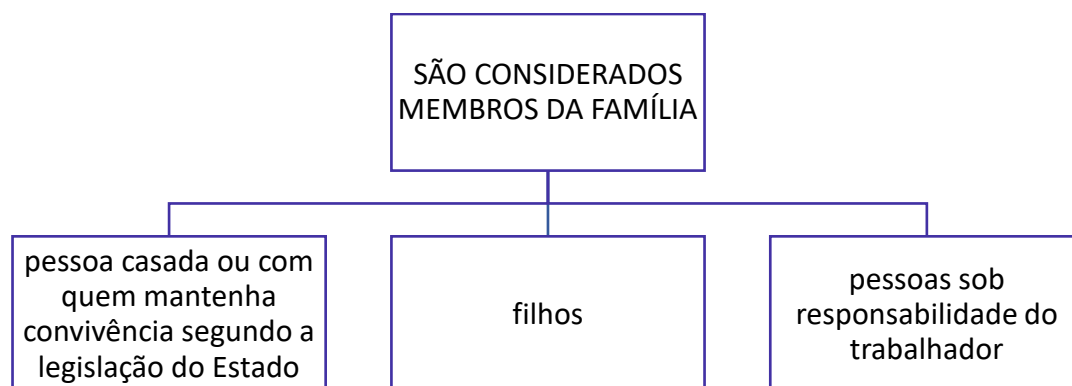 SÃO CONSIDERADOS
MEMBROS DA FAMÍLIA
pessoa casada ou com
quem mantenha
convivência segundo a
legislação do Estado
filhos
pessoas sob
responsabilidade do
trabalhador